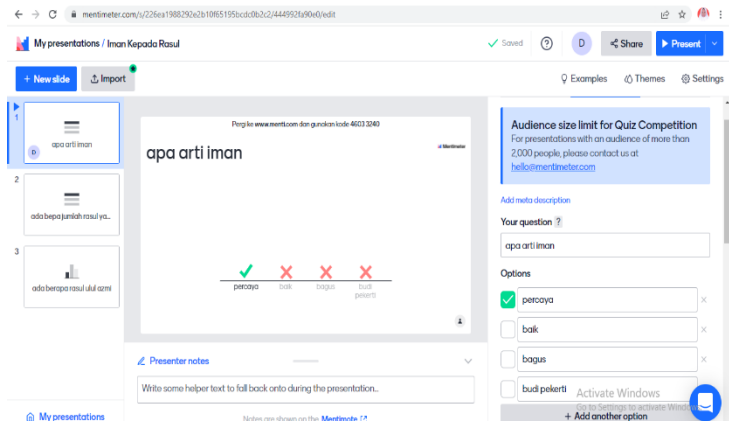 mentimeter.com/s/226ea1988292e2b10f65195bcdc0b2c2/444992fa90e0/edit
My presentations / Iman Kepada Rasul
Saved
?
D
Share
Present
+ New slide
Import
Examples
Themes
Settings
1
apa arti iman
D
2
ada bepa jumlah rasul ya...
3
ada berapa rasul ulul azmi
My presentations
Pergi ke www.menti.com dan gunakan kode 4603 3240
apa arti iman
Mentimeter
percaya
baik
bagus
budi
pekerti
Presenter notes
Write some helper text to fall back onto during the presentation..
Notes are shown on the Mentimote
Audience size limit for Quiz Competition
For presentations with an audience of more than
2,000 people, please contact us at
hello@mentimeter.com
Add meta description
Your question ?
apa arti iman
Options
percaya
baik
bagus
budi pekerti
+ Add another option
Activate Windows
Go to Settings to activate Windows